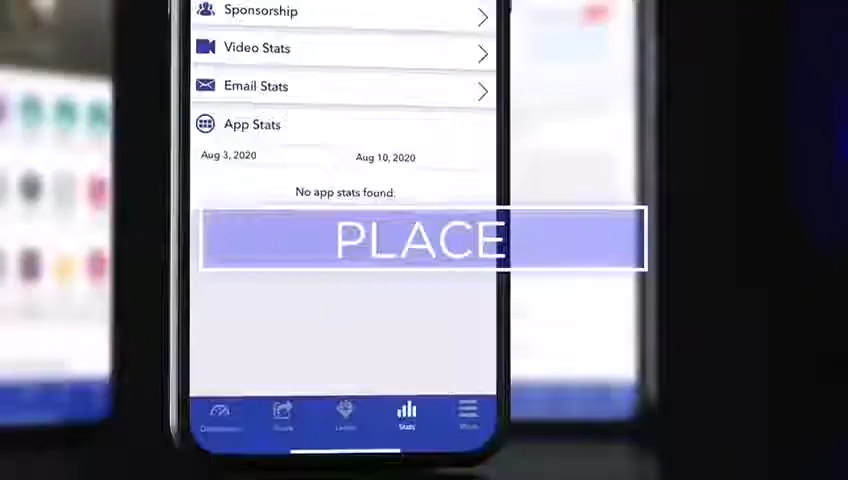 Sponsorship
Video Stats
Email Stats
App Stats
Aug 3, 2020
Aug 10, 2020
No app stats found.
PLACE
Stats